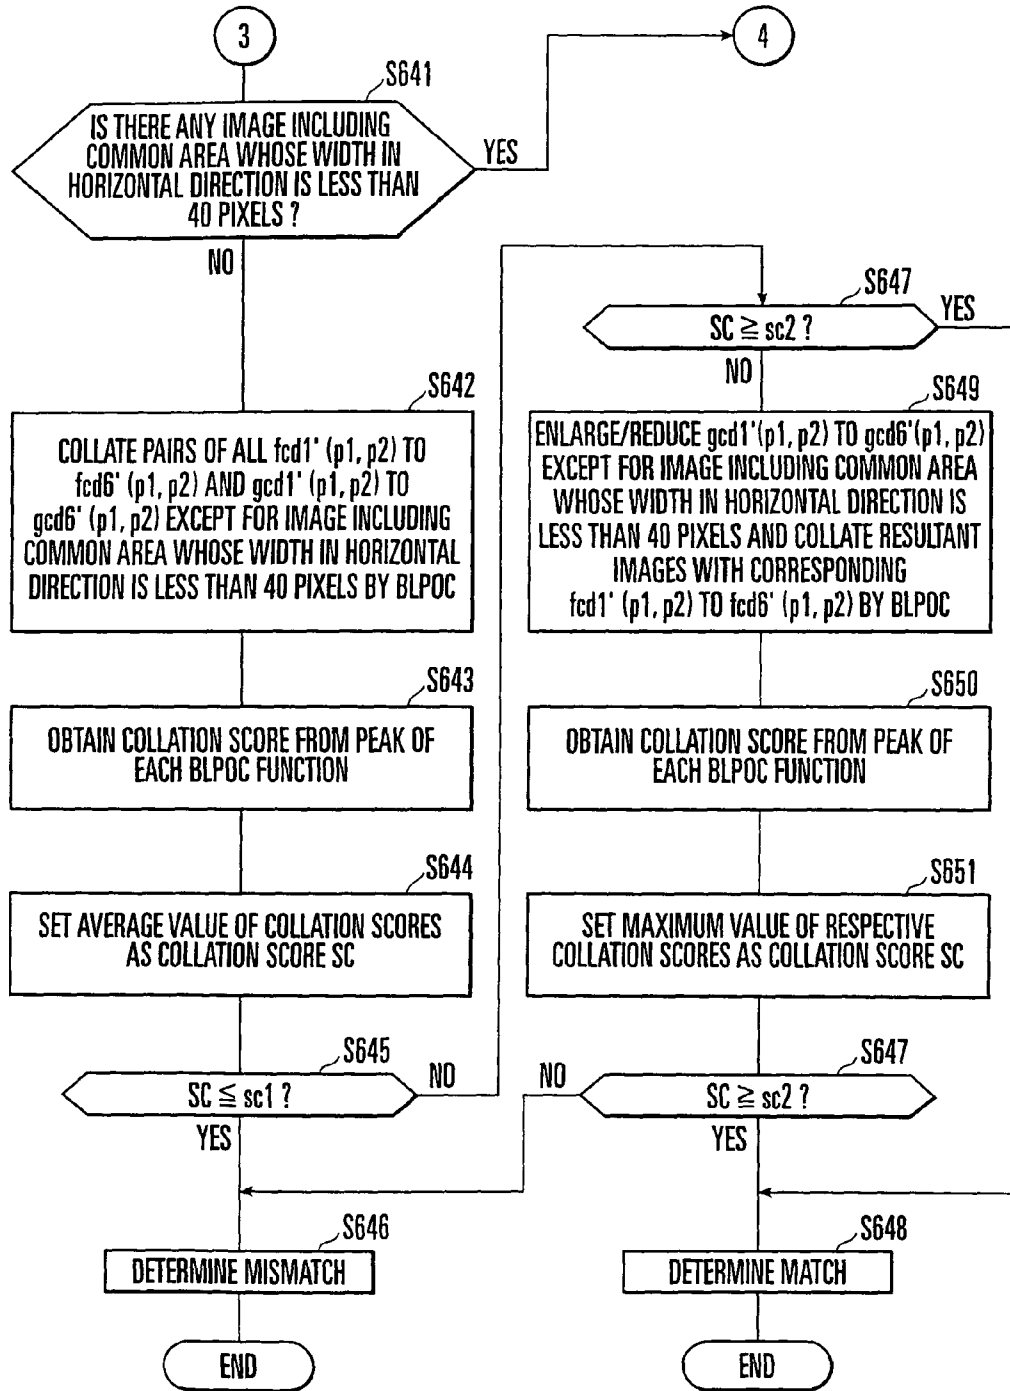 3
4
S641
IS THERE ANY IMAGE INCLUDING
COMMON AREA WHOSE WIDTH IN
HORIZONTAL DIRECTION IS LESS THAN
40 PIXELS ?
YES
NO
S647
SC ≧ sc2 ?
YES
NO
S642
COLLATE PAIRS OF ALL fcd1' (p1, p2) TO
fcd6' (p1, p2) AND gcd1' (p1, p2) TO
gcd6' (p1, p2) EXCEPT FOR IMAGE INCLUDING
COMMON AREA WHOSE WIDTH IN HORIZONTAL
DIRECTION IS LESS THAN 40 PIXELS BY BLPOC
S649
ENLARGE/REDUCE gcd1'(p1, p2) TO gcd6'(p1, p2)
EXCEPT FOR IMAGE INCLUDING COMMON AREA
WHOSE WIDTH IN HORIZONTAL DIRECTION IS
LESS THAN 40 PIXELS AND COLLATE RESULTANT
IMAGES WITH CORRESPONDING
fcd1' (p1, p2) TO fcd6' (p1, p2) BY BLPOC
S643
OBTAIN COLLATION SCORE FROM PEAK OF
EACH BLPOC FUNCTION
S650
OBTAIN COLLATION SCORE FROM PEAK OF
EACH BLPOC FUNCTION
S644
SET AVERAGE VALUE OF COLLATION SCORES
AS COLLATION SCORE SC
S651
SET MAXIMUM VALUE OF RESPECTIVE
COLLATION SCORES AS COLLATION SCORE SC
S645
SC ≦ sc1 ?
NO
YES
S647
NO
SC ≧ sc2 ?
YES
S646
DETERMINE MISMATCH
S648
DETERMINE MATCH
END
END